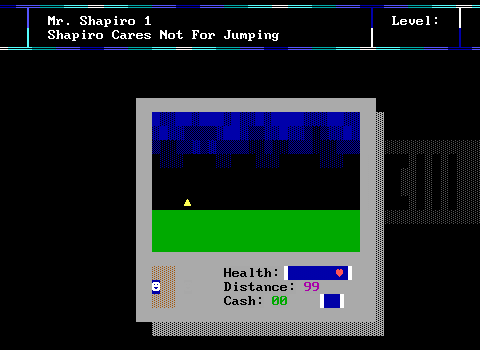 Mr. Shapiro 1
Level:
Shapiro Cares Not For Jumping
Health:
Distance: 99
Cash: 00